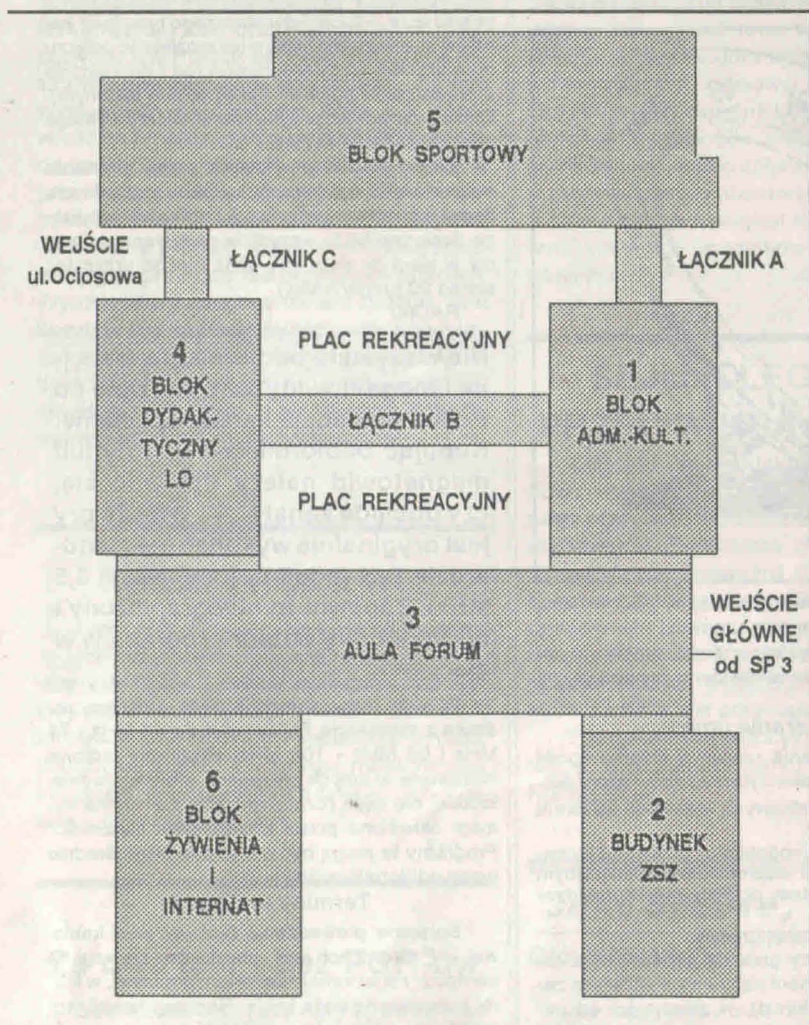 5
BLOK SPORTOWY
WEJŚCIE
ul.Ociosowa
ŁĄCZNIK C
ŁĄCZNIK A
4
BLOK
DYDAK-
TYCZNY
LO
PLAC REKREACYJNY
1
BLOK
ADM.-KULT.
ŁĄCZNIK B
PLAC REKREACYJNY
3
AULA FORUM
WEJŚCIE
GŁÓWNE
od SP 3
6
BLOK
ŻYWIENIA
I
INTERNAT
2
BUDYNEK
ZSZ